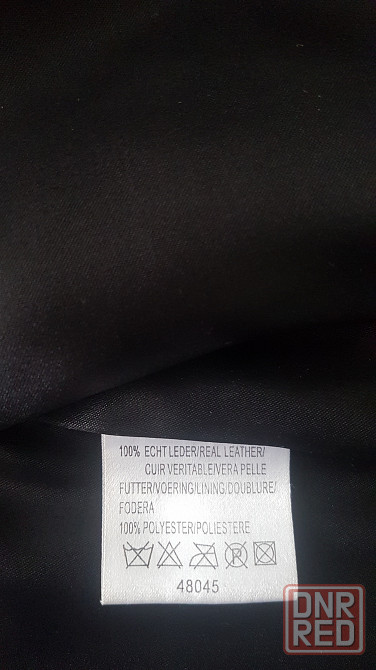 100% ECHT LEDER/REAL LEATHER/
CUIR VERITABLE/VERA PELLE
FUTTER/VOERING/LINING/DOUBLURE/
FODERA
100% POLYESTER/POLIESTERE
48045
DNR
RED